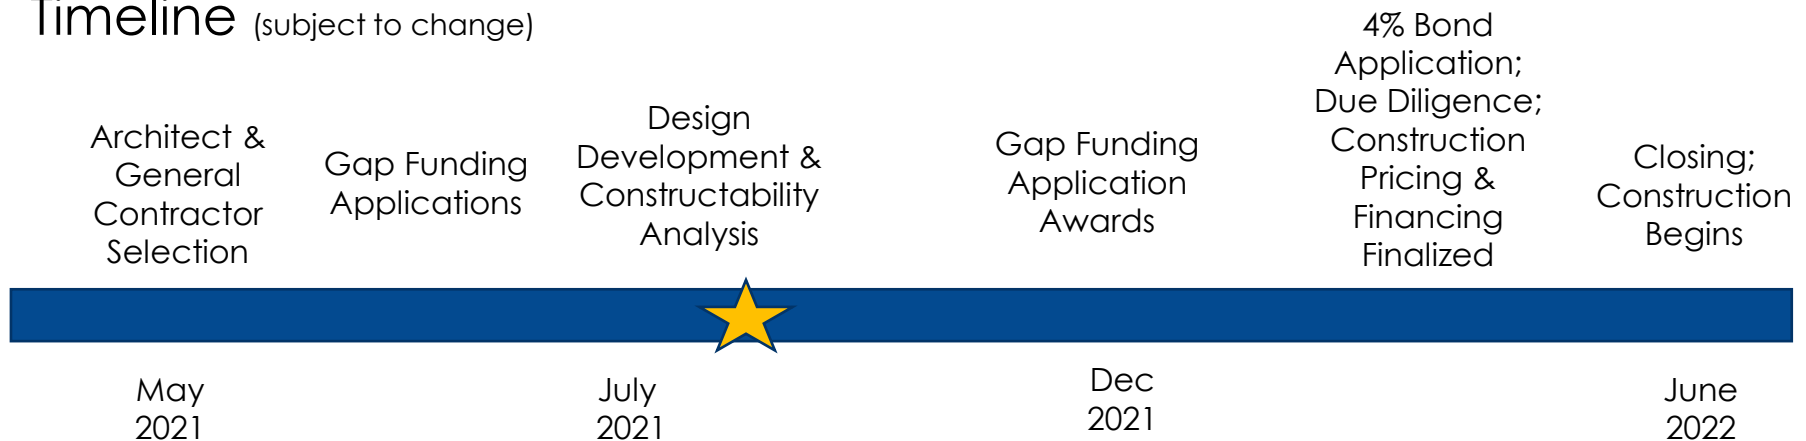 Timeline (subject to change)
Architect &
General
Contractor
Selection
Gap Funding
Applications
Design
Development &
Constructability
Analysis
Gap Funding
Application
Awards
4% Bond
Application;
Due Diligence;
Construction
Pricing &
Financing
Finalized
Closing;
Construction
Begins
May
2021
July
2021
Dec
2021
June
2022